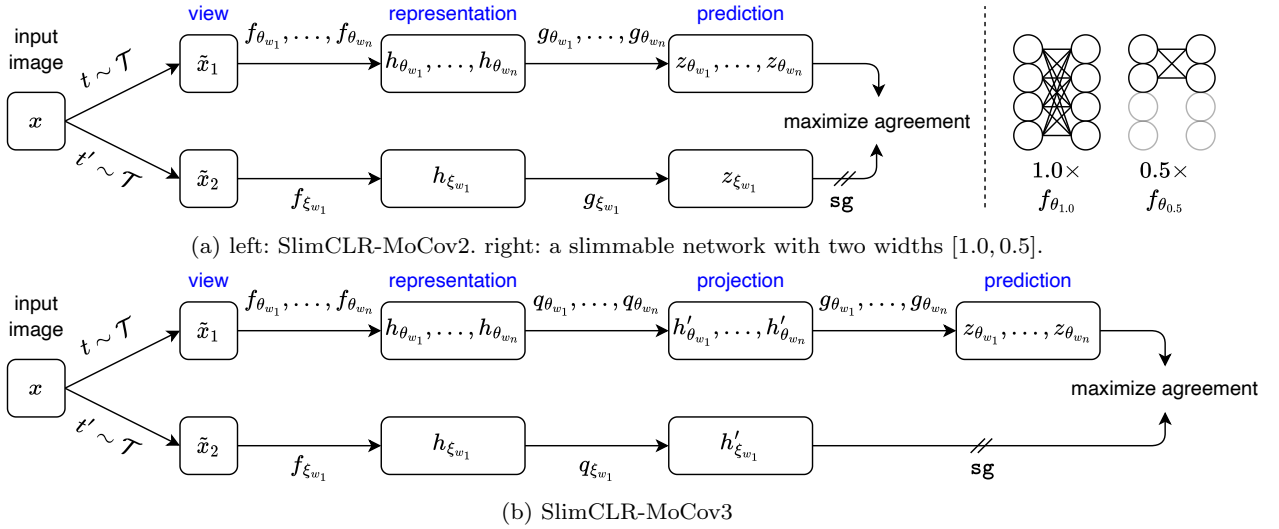 view
representation
prediction
input
image
t ∼ 𝒯
f_{θ_{w_1}}, . . . , f_{θ_{w_n}}
g_{θ_{w_1}}, . . . , g_{θ_{w_n}}
x
x̃_1
h_{θ_{w_1}}, . . . , h_{θ_{w_n}}
z_{θ_{w_1}}, . . . , z_{θ_{w_n}}
maximize agreement
t′ ∼ 𝒯
x̃_2
h_{ξ_{w_1}}
z_{ξ_{w_1}}
f_{ξ_{w_1}}
g_{ξ_{w_1}}
sg
1.0×
0.5×
f_{θ_{1.0}}
f_{θ_{0.5}}
(a) left: SlimCLR-MoCov2. right: a slimmable network with two widths [1.0, 0.5].
view
representation
projection
prediction
input
image
t ∼ 𝒯
f_{θ_{w_1}}, . . . , f_{θ_{w_n}}
q_{θ_{w_1}}, . . . , q_{θ_{w_n}}
g_{θ_{w_1}}, . . . , g_{θ_{w_n}}
x
x̃_1
h_{θ_{w_1}}, . . . , h_{θ_{w_n}}
h′_{θ_{w_1}}, . . . , h′_{θ_{w_n}}
z_{θ_{w_1}}, . . . , z_{θ_{w_n}}
maximize agreement
t′ ∼ 𝒯
x̃_2
h_{ξ_{w_1}}
h′_{ξ_{w_1}}
f_{ξ_{w_1}}
q_{ξ_{w_1}}
sg
(b) SlimCLR-MoCov3